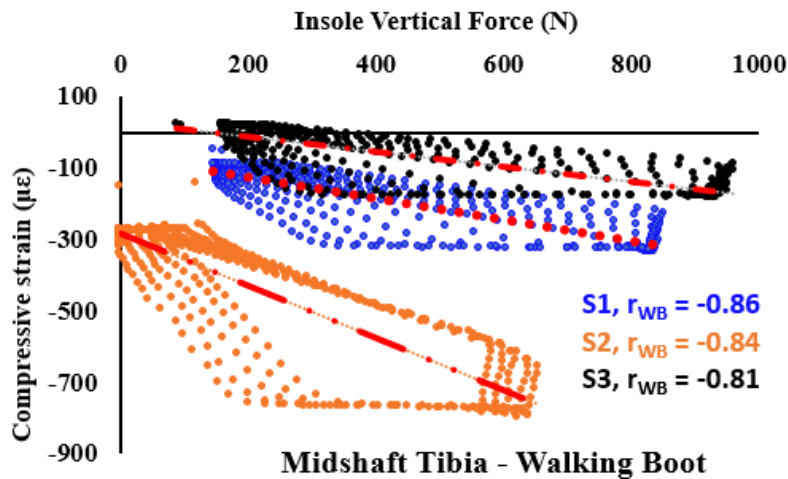 Insole Vertical Force (N)
0 200 400 600 800 1000
100
-100
-300
-500
-700
-900
Compressive strain (µε)
S1, rWB = -0.86
S2, rWB = -0.84
S3, rWB = -0.81
Midshaft Tibia - Walking Boot